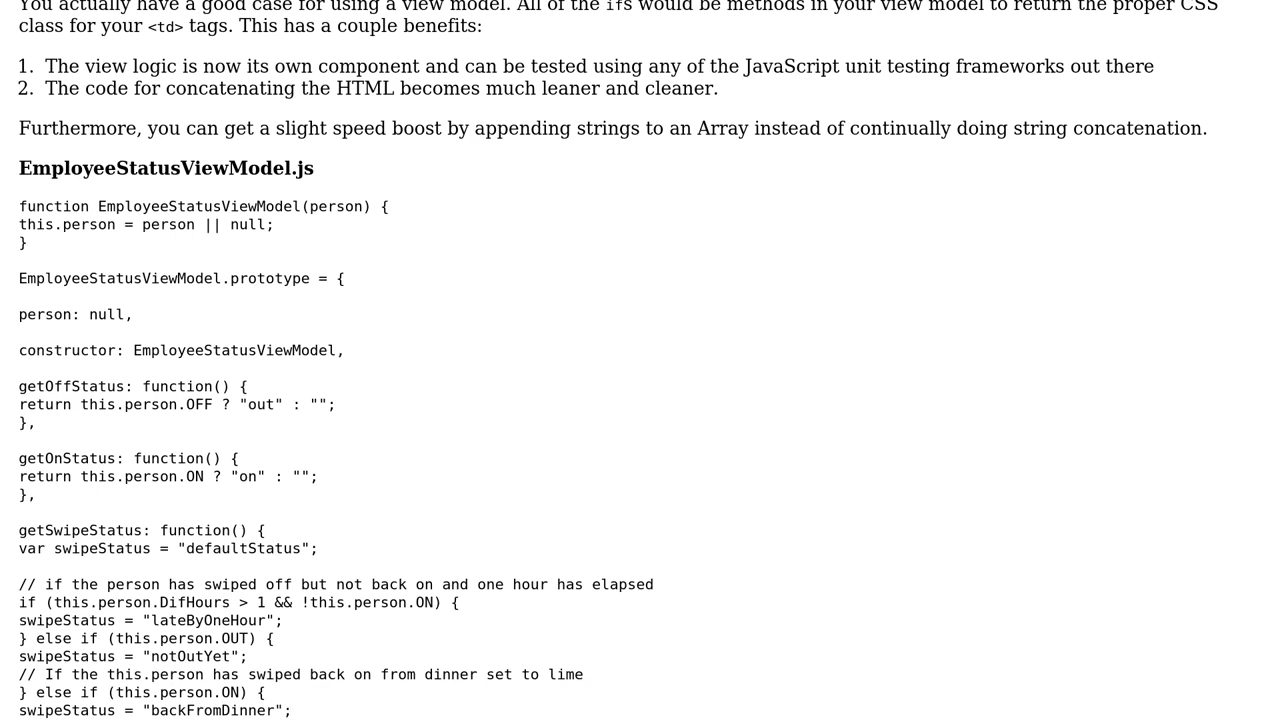 You actually have a good case for using a view model. All of the ifs would be methods in your view model to return the proper CSS
class for your <td> tags. This has a couple benefits:
1. The view logic is now its own component and can be tested using any of the JavaScript unit testing frameworks out there
2. The code for concatenating the HTML becomes much leaner and cleaner.
Furthermore, you can get a slight speed boost by appending strings to an Array instead of continually doing string concatenation.
EmployeeStatusViewModel.js
function EmployeeStatusViewModel(person) {
this.person = person || null;
}
EmployeeStatusViewModel.prototype = {
person: null,
constructor: EmployeeStatusViewModel,
getOffStatus: function() {
return this.person.OFF ? "out" : "";
},
getOnStatus: function() {
return this.person.ON ? "on" : "";
},
getSwipeStatus: function() {
var swipeStatus = "defaultStatus";
// if the person has swiped off but not back on and one hour has elapsed
if (this.person.DifHours > 1 && !this.person.ON) {
swipeStatus = "lateByOneHour";
} else if (this.person.OUT) {
swipeStatus = "notOutYet";
// If the this.person has swiped back on from dinner set to lime
} else if (this.person.ON) {
swipeStatus = "backFromDinner";